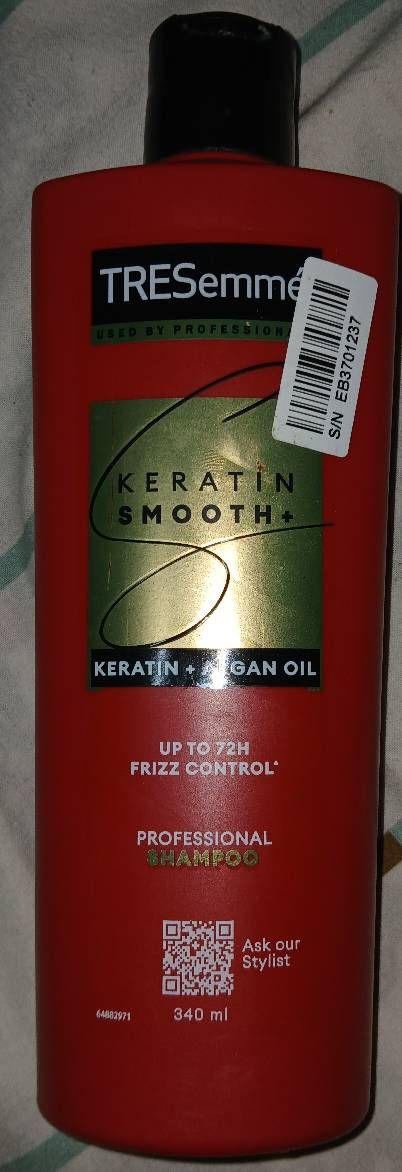 TRESemmé
USED BY PROFESSIONA
S/N EB3701237
KERATIN
SMOOTH+
KERATIN + ARGAN OIL
UP TO 72H
FRIZZ CONTROL*
PROFESSIONAL
SHAMPOO
Ask our
Stylist
64882971
340 ml